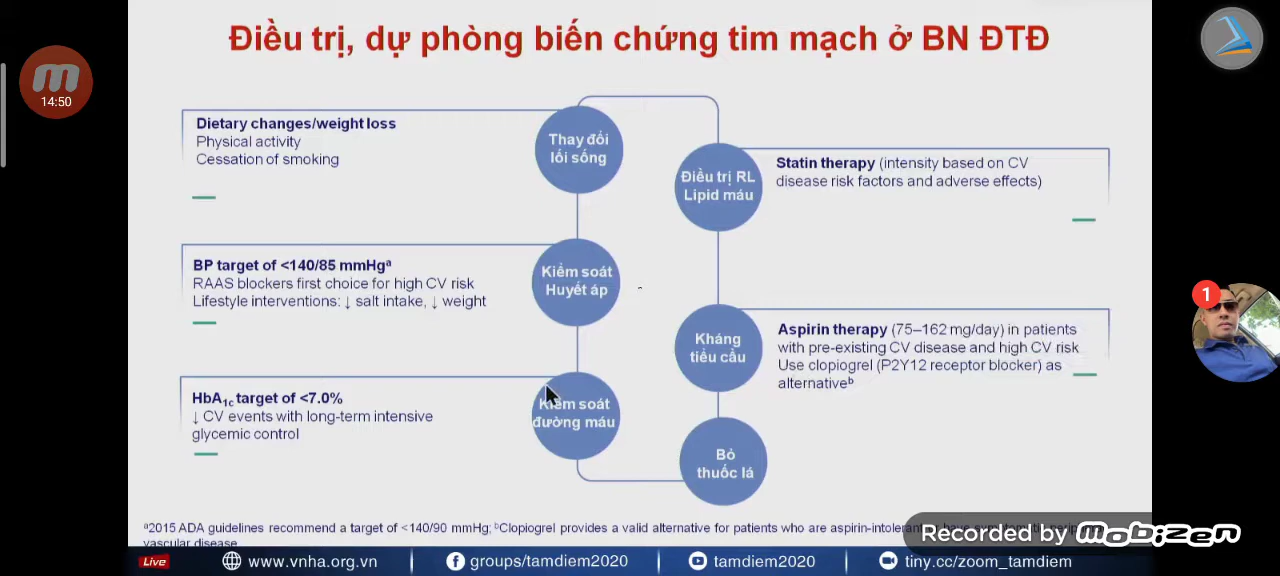 Điều trị, dự phòng biến chứng tim mạch ở BN ĐTĐ
14:50
Dietary changes/weight loss
Physical activity
Cessation of smoking
Thay đổi
lối sống
Điều trị RL
Lipid máu
Statin therapy (intensity based on CV
disease risk factors and adverse effects)
BP target of <140/85 mmHgª
RAAS blockers first choice for high CV risk
Lifestyle interventions: ↓ salt intake, ↓ weight
Kiểm soát
Huyết áp
1
Kháng
tiểu cầu
Aspirin therapy (75–162 mg/day) in patients
with pre-existing CV disease and high CV risk
Use clopiogrel (P2Y12 receptor blocker) as
alternativeᵇ
HbA1c target of <7.0%
↓ CV events with long-term intensive
glycemic control
Kiểm soát
đường máu
Bỏ
thuốc lá
ª2015 ADA guidelines recommend a target of <140/90 mmHg; ᵇClopiogrel provides a valid alternative for patients who are
vascular disease
Recorded by mobizen
Live
www.vnha.org.vn
groups/tamdiem2020
tamdiem2020
tiny.cc/zoom_tamdiem